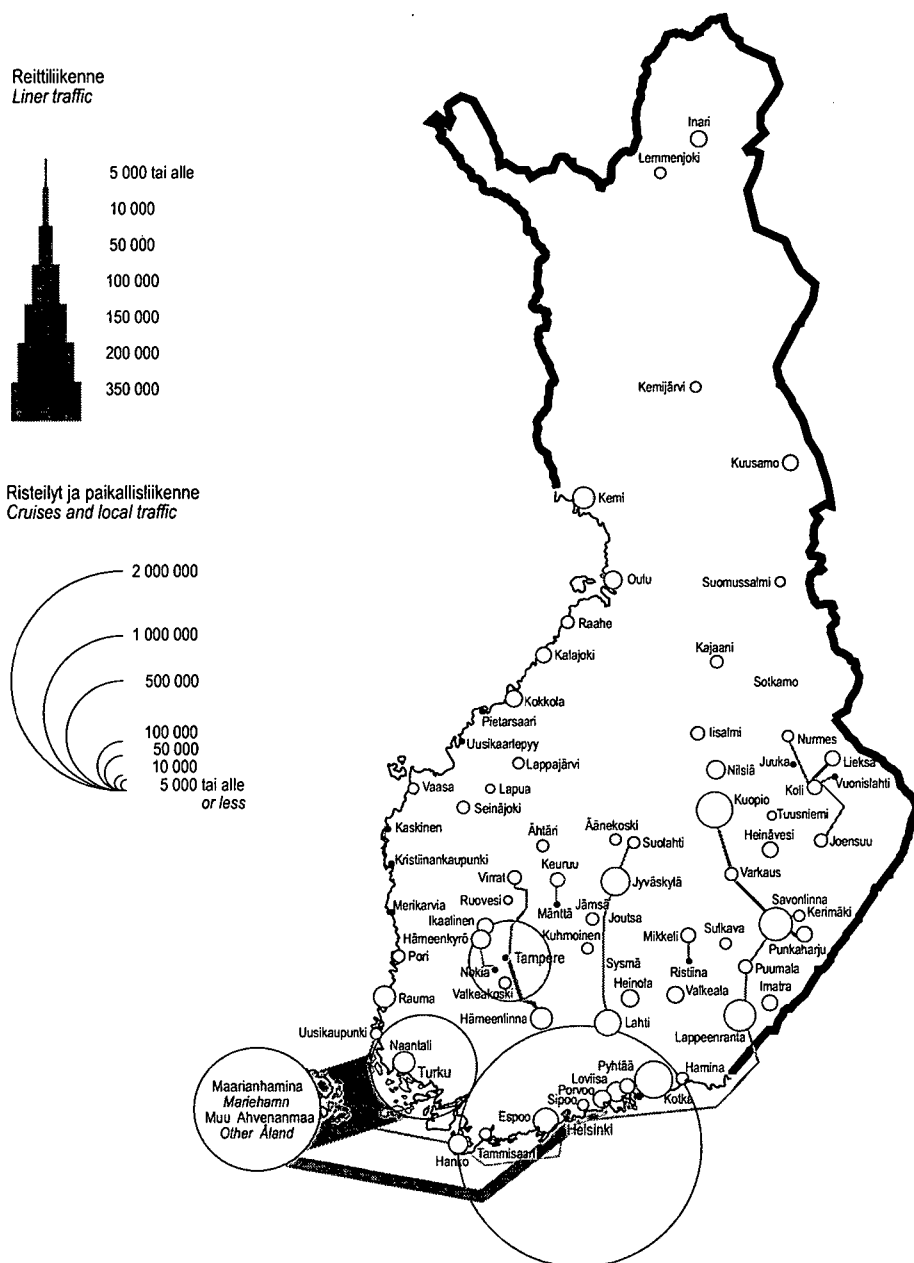 Reittiliikenne
Liner traffic
5 000 tai alle
10 000
50 000
100 000
150 000
200 000
350 000
Risteilyt ja paikallisliikenne
Cruises and local traffic
2 000 000
1 000 000
500 000
100 000
50 000
10 000
5 000 tai alle
or less
Inari
Lemmenjoki
Kemijärvi
Kuusamo
Kemi
Oulu
Suomussalmi
Raahe
Kalajoki
Kajaani
Sotkamo
Kokkola
Pietarsaari
Uusikaarlepyy
Iisalmi
Nurmes
Lappajärvi
Nilsiä
Juuka
Lieksa
Vuonislahti
Vaasa
Lapua
Koli
Seinäjoki
Kuopio
Tuusniemi
Kaskinen
Ähtäri
Äänekoski
Suolahti
Heinävesi
Joensuu
Kristiinankaupunki
Keuruu
Virrat
Jyväskylä
Varkaus
Ruovesi
Mänttä
Jämsä
Joutsa
Savonlinna
Kerimäki
Merikarvia
Ikaalinen
Hämeenkyrö
Kuhmoinen
Mikkeli
Sulkava
Punkaharju
Pori
Tampere
Nokia
Sysmä
Ristiina
Puumala
Valkeakoski
Heinola
Valkeala
Imatra
Rauma
Hämeenlinna
Lahti
Lappeenranta
Uusikaupunki
Naantali
Turku
Pyhtää
Hamina
Loviisa
Porvoo
Sipoo
Kotka
Maarianhamina
Mariehamn
Muu Ahvenanmaa
Other Åland
Espoo
Helsinki
Hanko
Tammisaari